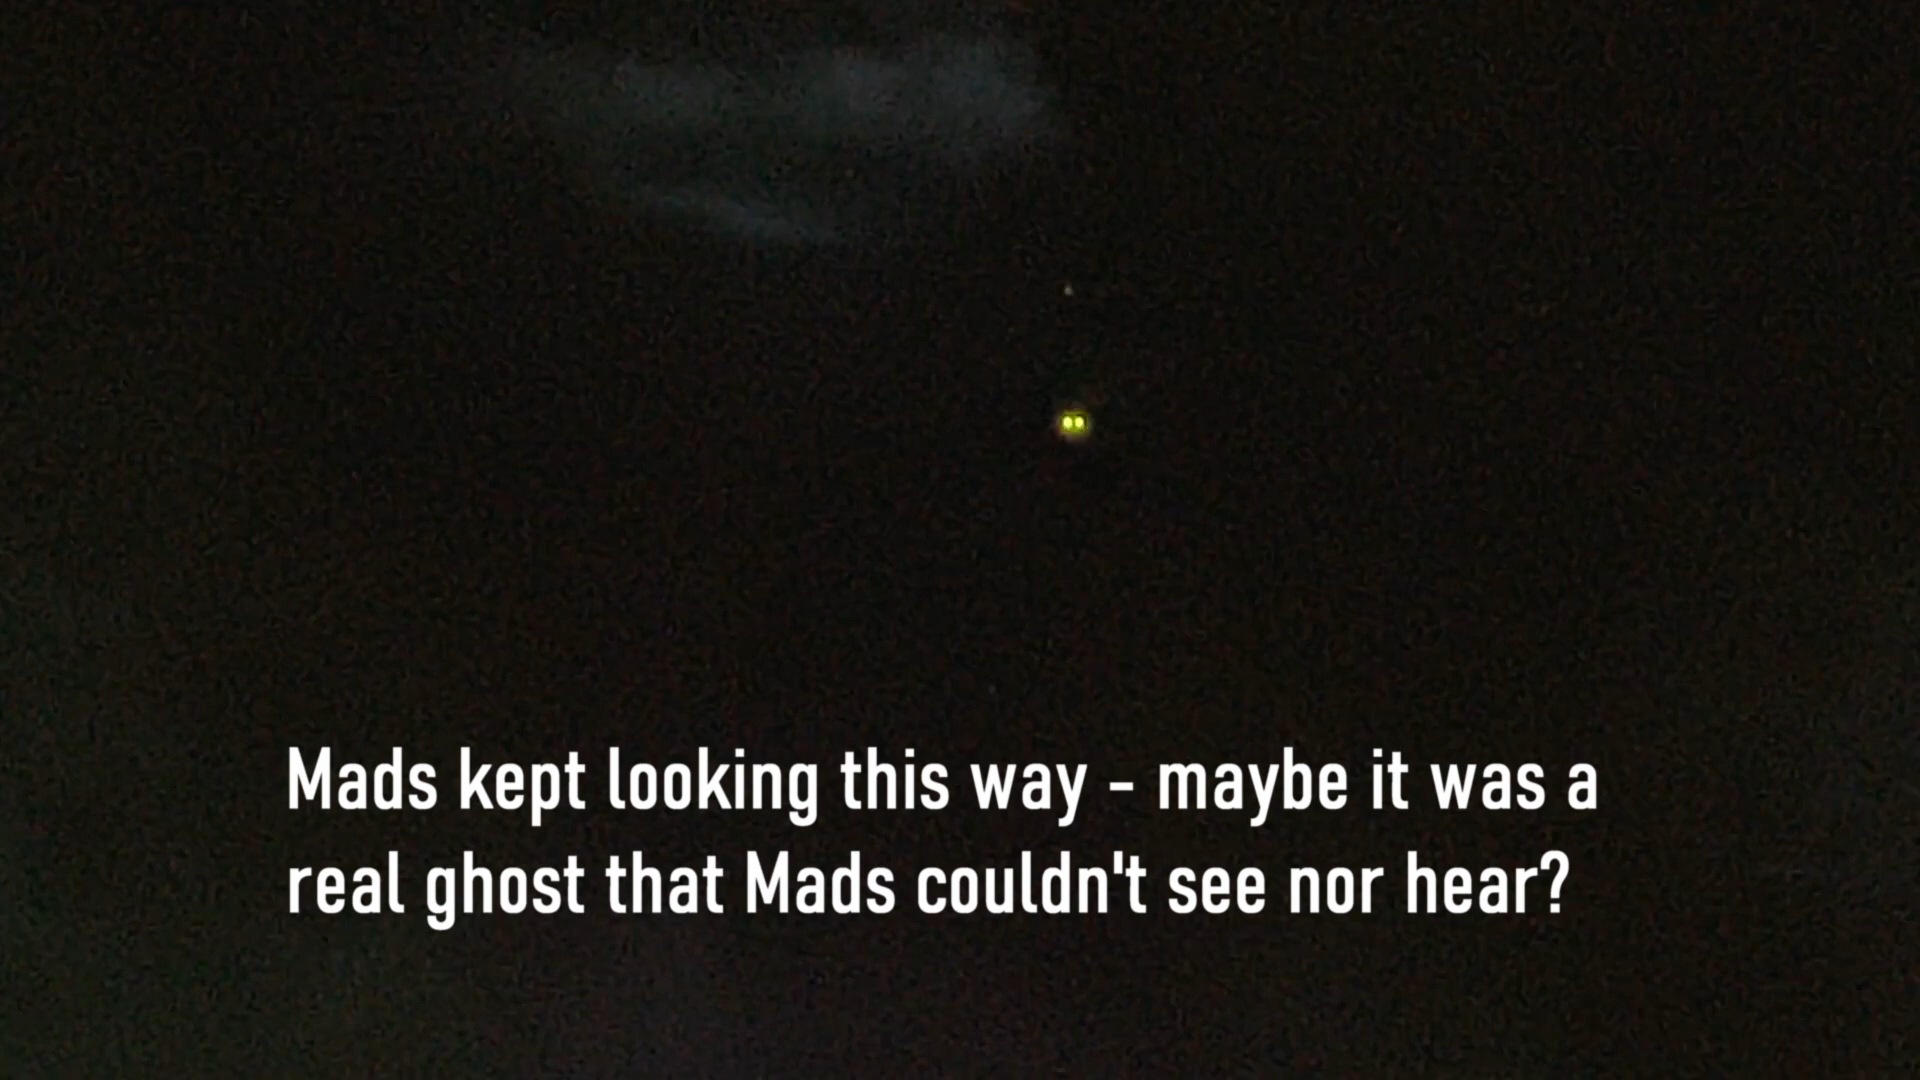 Mads kept looking this way - maybe it was a
real ghost that Mads couldn't see nor hear?